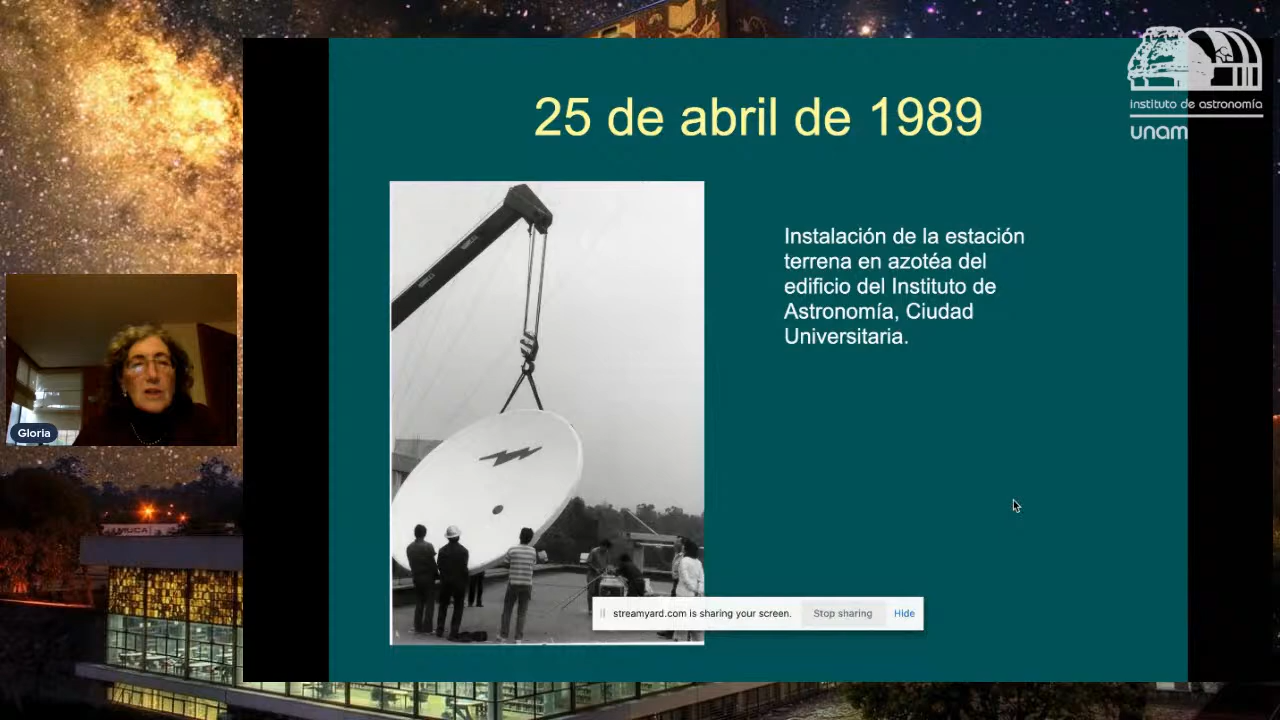 25 de abril de 1989
instituto de astronomía
unam
Instalación de la estación
terrena en azotéa del
edificio del Instituto de
Astronomía, Ciudad
Universitaria.
Gloria
MUCA
streamyard.com is sharing your screen.
Stop sharing
Hide